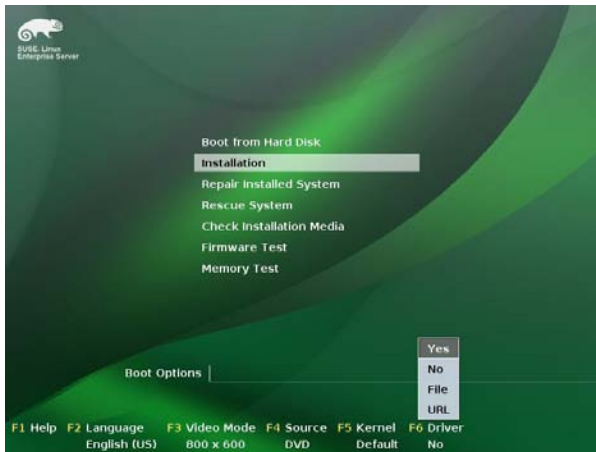 SUSE. Linux
Enterprise Server
Boot from Hard Disk
Installation
Repair Installed System
Rescue System
Check Installation Media
Firmware Test
Memory Test
Yes
No
File
URL
Boot Options
F1 Help F2 Language F3 Video Mode F4 Source F5 Kernel F6 Driver
English (US) 800 x 600 DVD Default No